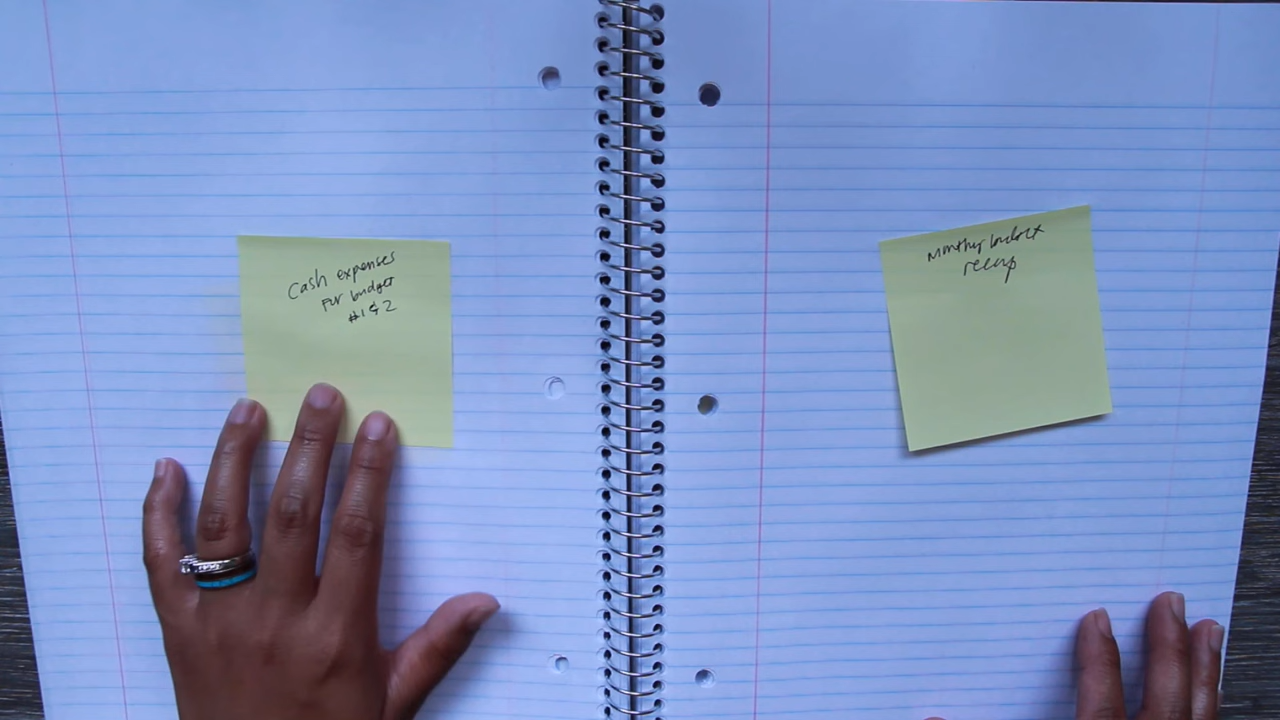 Cash expenses
For budget
#1 & 2
Monthly budget
recap